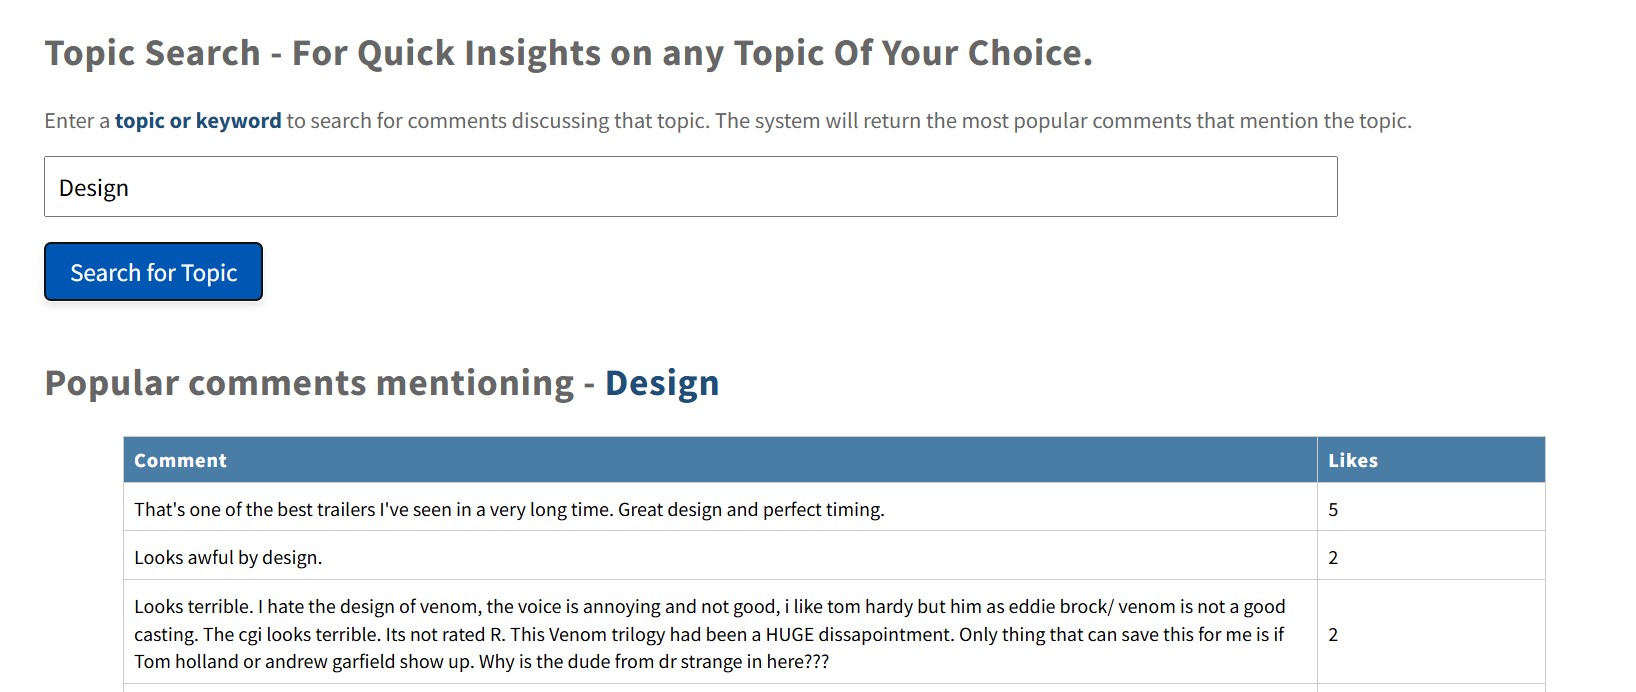 Topic Search - For Quick Insights on any Topic Of Your Choice.
Enter a topic or keyword to search for comments discussing that topic. The system will return the most popular comments that mention the topic.
Design
Search for Topic
Popular comments mentioning - Design
Comment Likes
That's one of the best trailers I've seen in a very long time. Great design and perfect timing. 5
Looks awful by design. 2
Looks terrible. I hate the design of venom, the voice is annoying and not good, i like tom hardy but him as eddie brock/ venom is not a good
casting. The cgi looks terrible. Its not rated R. This Venom trilogy had been a HUGE dissapointment. Only thing that can save this for me is if 2
Tom holland or andrew garfield show up. Why is the dude from dr strange in here???